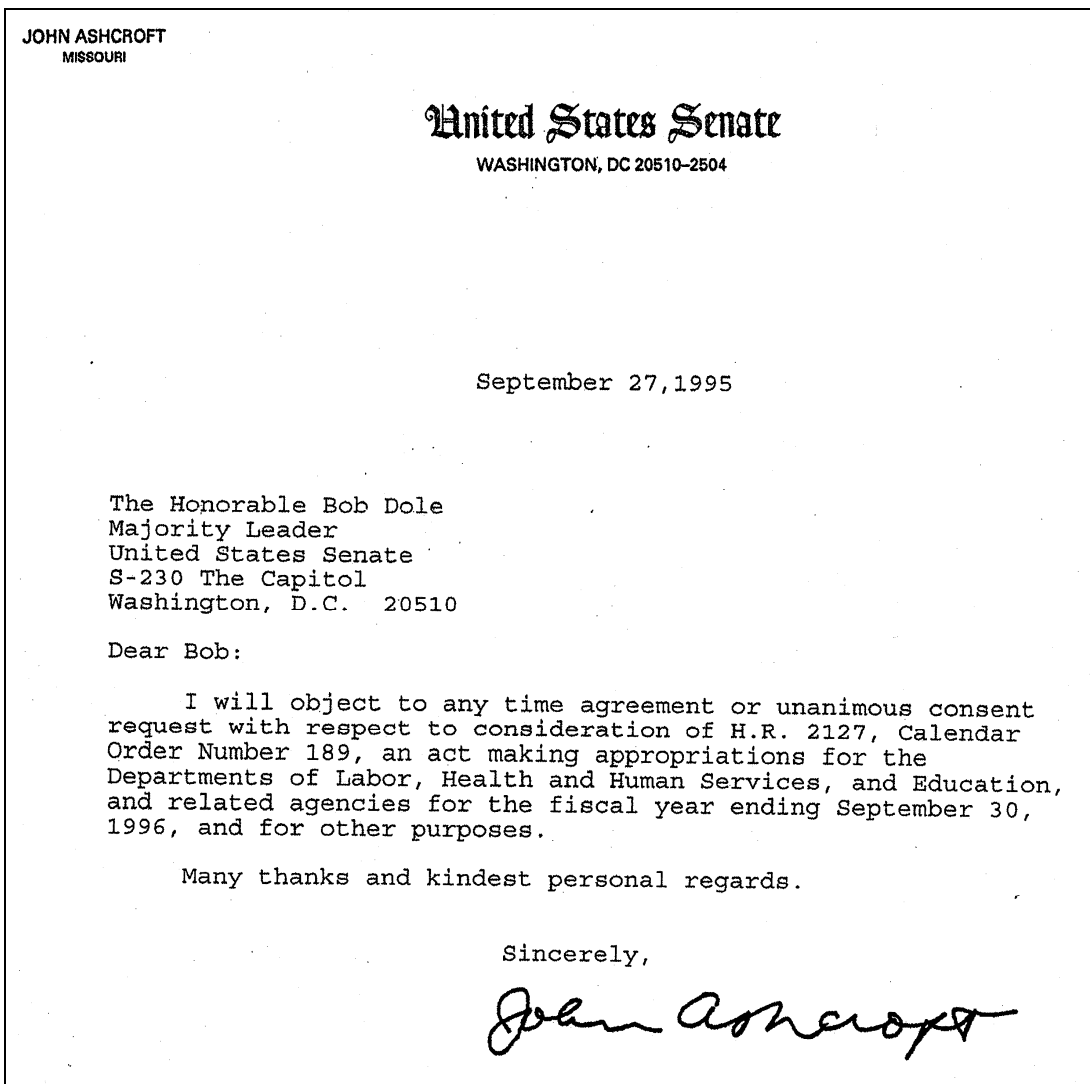 JOHN ASHCROFT
MISSOURI
United States Senate
WASHINGTON, DC 20510–2504
September 27,1995
The Honorable Bob Dole
Majority Leader
United States Senate
S-230 The Capitol
Washington, D.C. 20510
Dear Bob:
I will object to any time agreement or unanimous consent
request with respect to consideration of H.R. 2127, Calendar
Order Number 189, an act making appropriations for the
Departments of Labor, Health and Human Services, and Education,
and related agencies for the fiscal year ending September 30,
1996, and for other purposes.
Many thanks and kindest personal regards.
Sincerely,
John Ashcroft